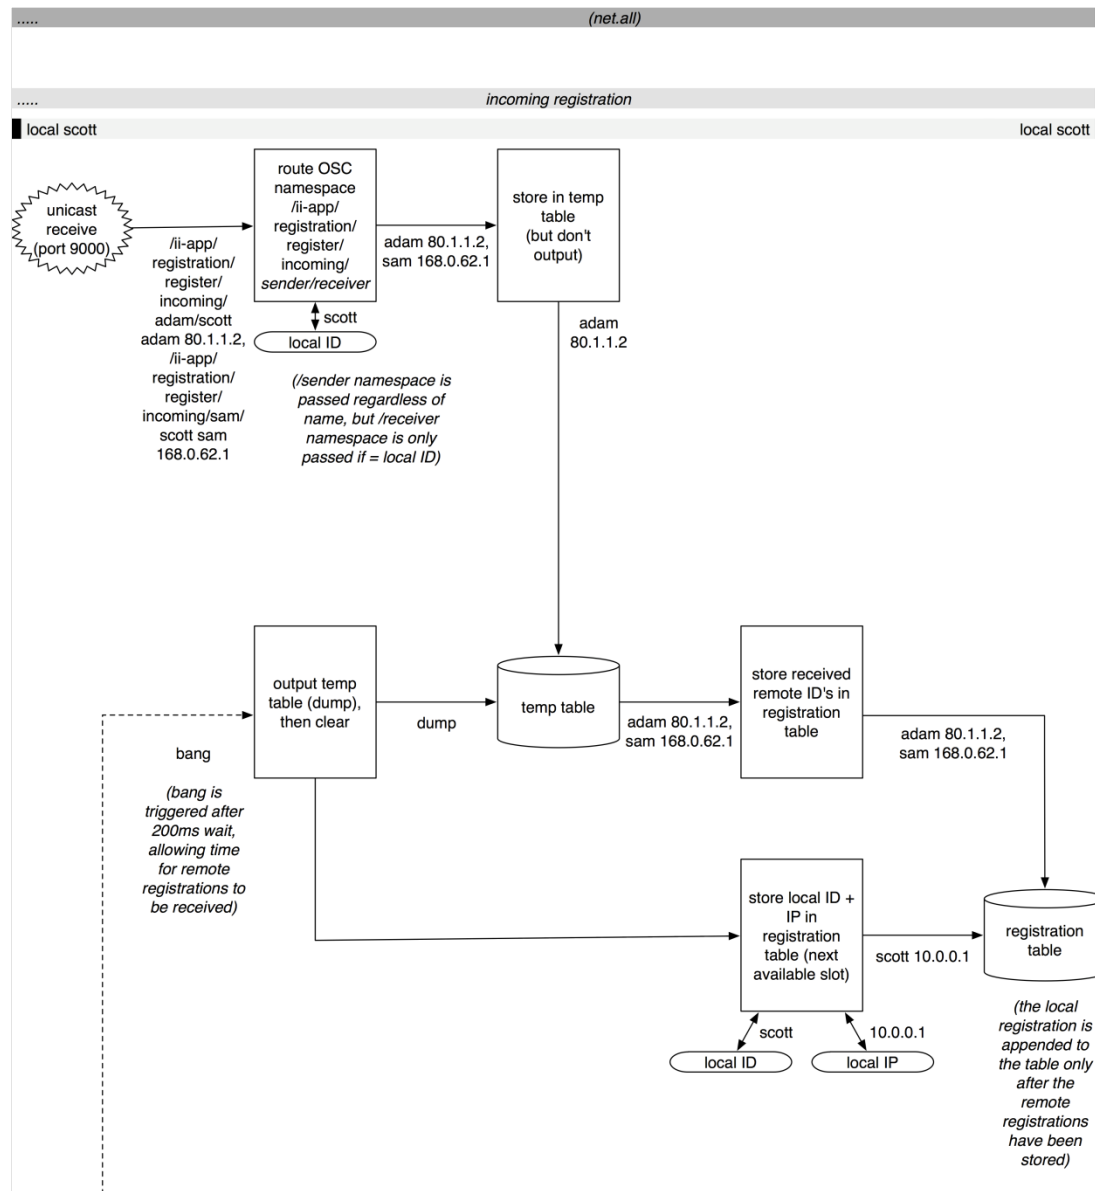 ..... (net.all)
..... incoming registration
local scott local scott
unicast
receive
(port 9000)
/ii-app/
registration/
register/
incoming/
adam/scott
adam 80.1.1.2,
/ii-app/
registration/
register/
incoming/sam/
scott sam
168.0.62.1
route OSC
namespace
/ii-app/
registration/
register/
incoming/
sender/receiver
scott
local ID
(/sender namespace is
passed regardless of
name, but /receiver
namespace is only
passed if = local ID)
adam 80.1.1.2,
sam 168.0.62.1
store in temp
table
(but don't
output)
adam
80.1.1.2
bang
(bang is
triggered after
200ms wait,
allowing time
for remote
registrations to
be received)
output temp
table (dump),
then clear
dump
temp table
adam 80.1.1.2,
sam 168.0.62.1
store received
remote ID's in
registration
table
adam 80.1.1.2,
sam 168.0.62.1
store local ID +
IP in
registration
table (next
available slot)
scott
local ID
10.0.0.1
local IP
scott 10.0.0.1
registration
table
(the local
registration is
appended to
the table only
after the
remote
registrations
have been
stored)